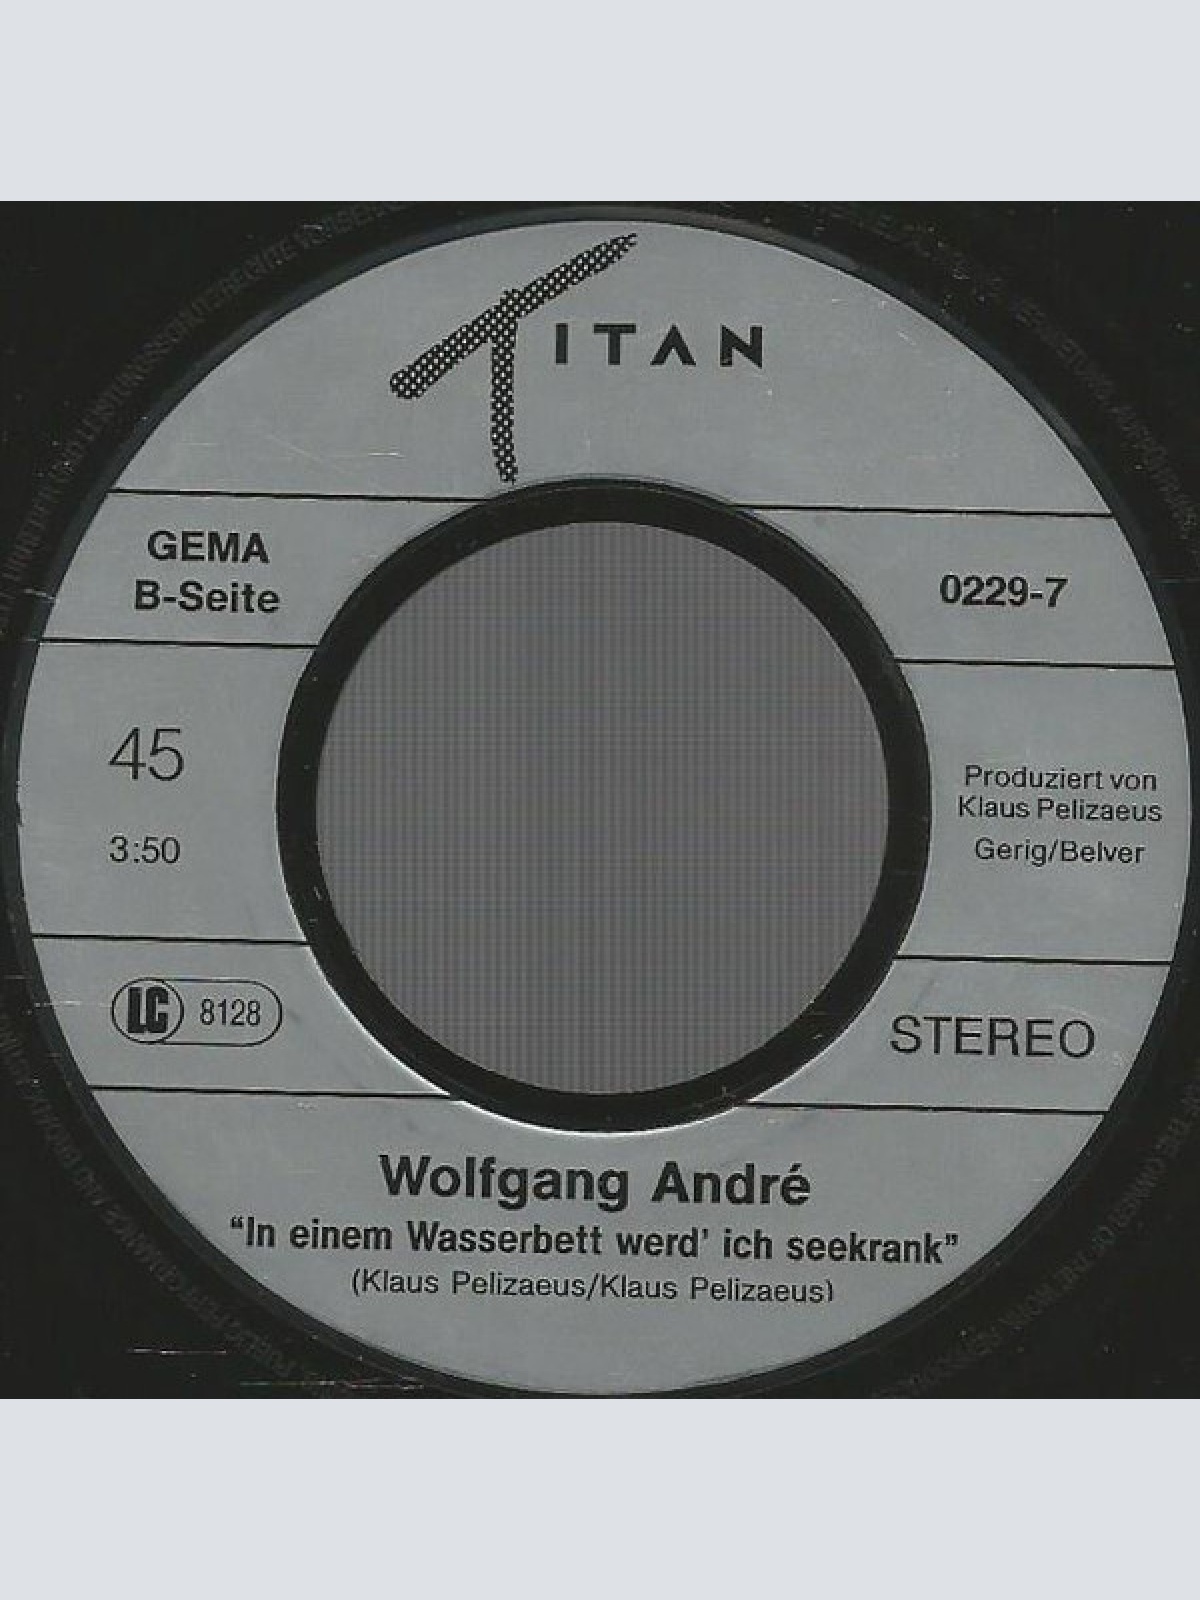 TITAN
GEMA
B-Seite
0229-7
45
3:50
Produziert von
Klaus Pelizaeus
Gerig/Belver
LC 8128
STEREO
Wolfgang André
“In einem Wasserbett werd’ ich seekrank”
(Klaus Pelizaeus/Klaus Pelizaeus)